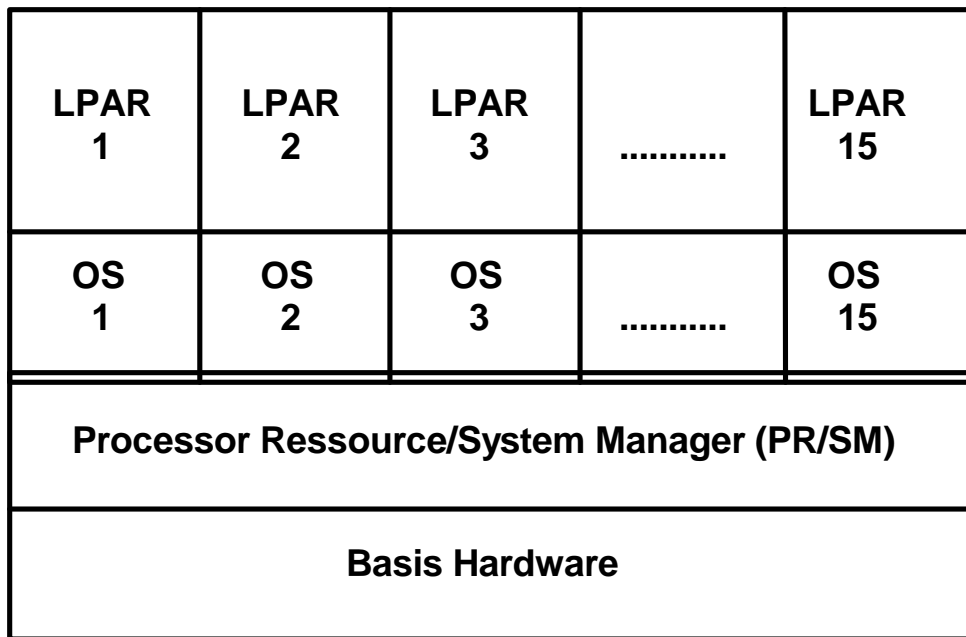 LPAR LPAR LPAR LPAR
1 2 3 ........... 15
OS OS OS OS
1 2 3 ........... 15
Processor Ressource/System Manager (PR/SM)
Basis Hardware